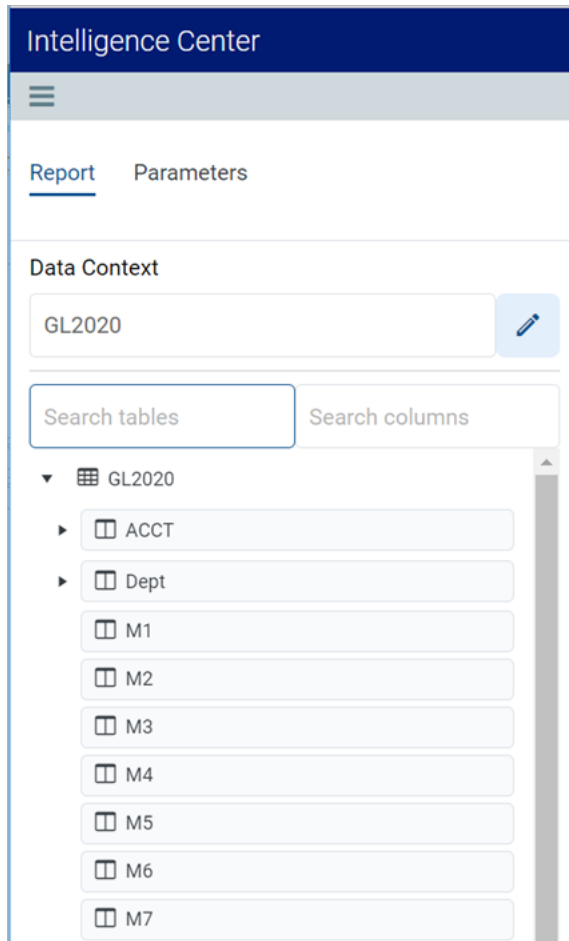 Intelligence Center
Report Parameters
Data Context
GL2020
Search tables Search columns
GL2020
ACCT
Dept
M1
M2
M3
M4
M5
M6
M7